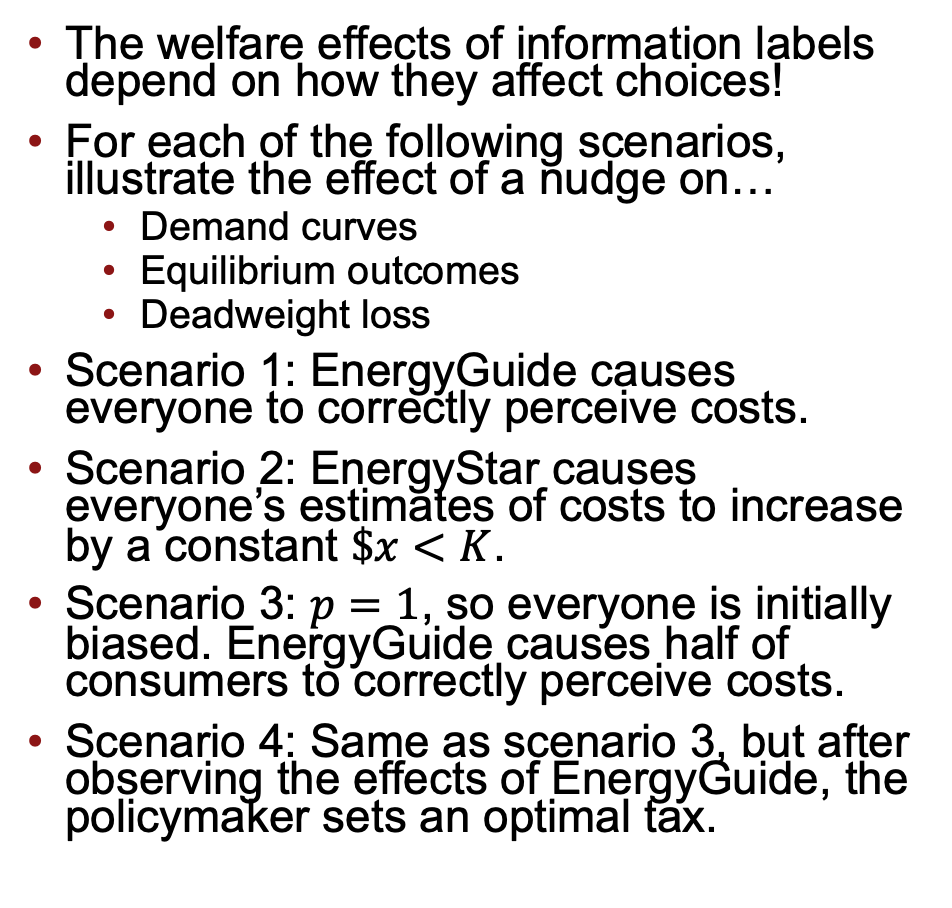 • The welfare effects of information labels
depend on how they affect choices!
• For each of the following scenarios,
illustrate the effect of a nudge on…
• Demand curves
• Equilibrium outcomes
• Deadweight loss
• Scenario 1: EnergyGuide causes
everyone to correctly perceive costs.
• Scenario 2: EnergyStar causes
everyone’s estimates of costs to increase
by a constant $x < K.
• Scenario 3: p = 1, so everyone is initially
biased. EnergyGuide causes half of
consumers to correctly perceive costs.
• Scenario 4: Same as scenario 3, but after
observing the effects of EnergyGuide, the
policymaker sets an optimal tax.